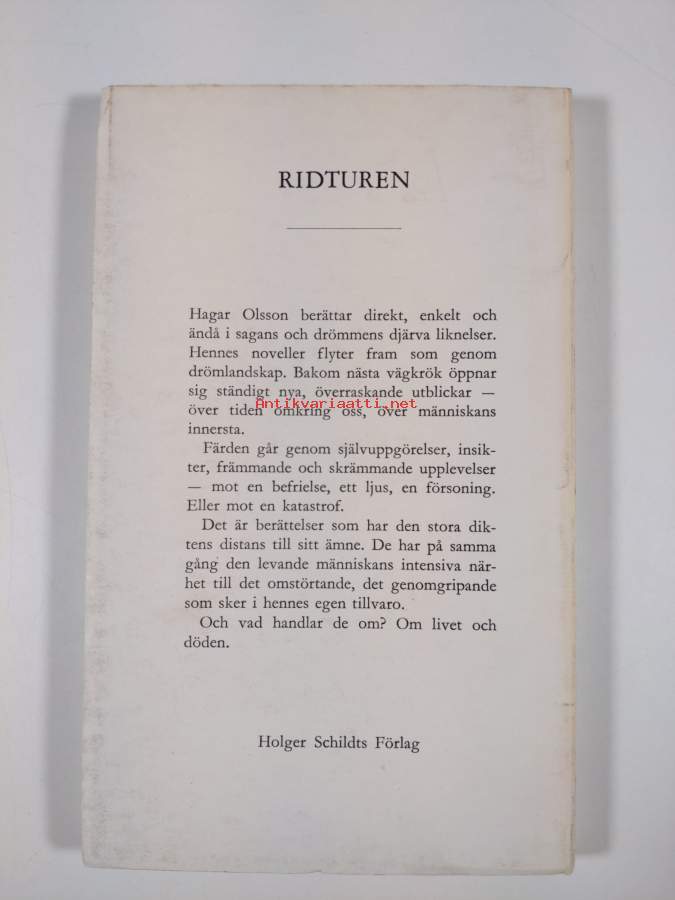 RIDTUREN
Hagar Olsson berättar direkt, enkelt och
ändå i sagans och drömmens djärva liknelser.
Hennes noveller flyter fram som genom
drömlandskap. Bakom nästa vägkrök öppnar
sig ständigt nya, överraskande utblickar —
Antikvariaatti.net
över tiden omkring oss, över människans
innersta.
Färden går genom självuppgörelser, insik-
ter, främmande och skrämmande upplevelser
— mot en befrielse, ett ljus, en försoning.
Eller mot en katastrof.
Det är berättelser som har den stora dik-
tens distans till sitt ämne. De har på samma
gång den levande människans intensiva när-
het till det omstörtande, det genomgripande
som sker i hennes egen tillvaro.
Och vad handlar de om? Om livet och
döden.
Holger Schildts Förlag